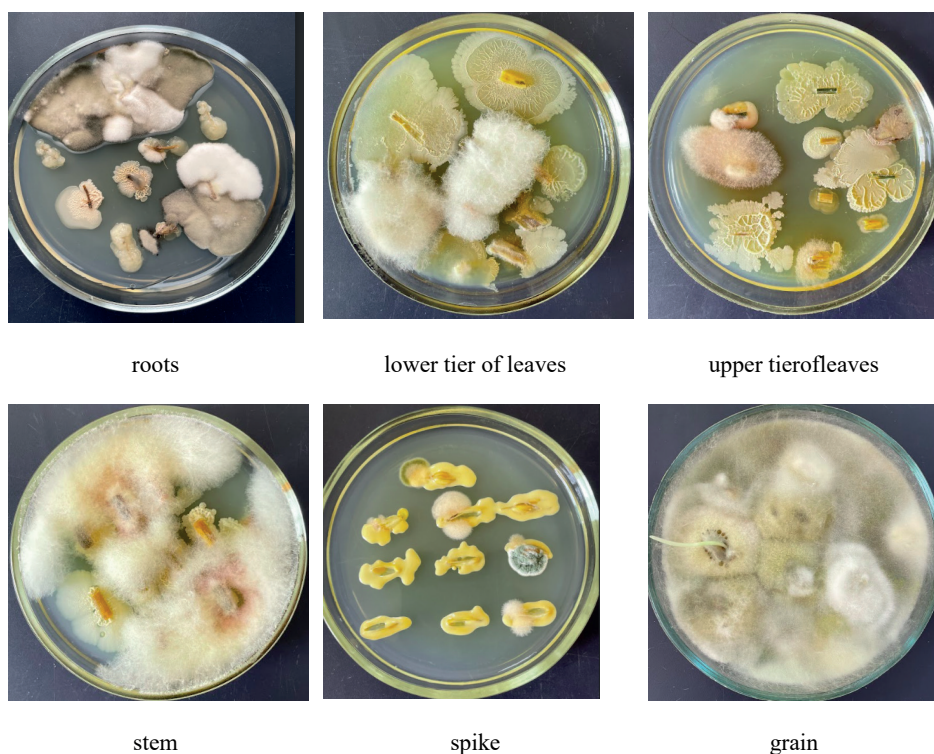 roots
lower tier of leaves
upper tierofleaves
stem
spike
grain